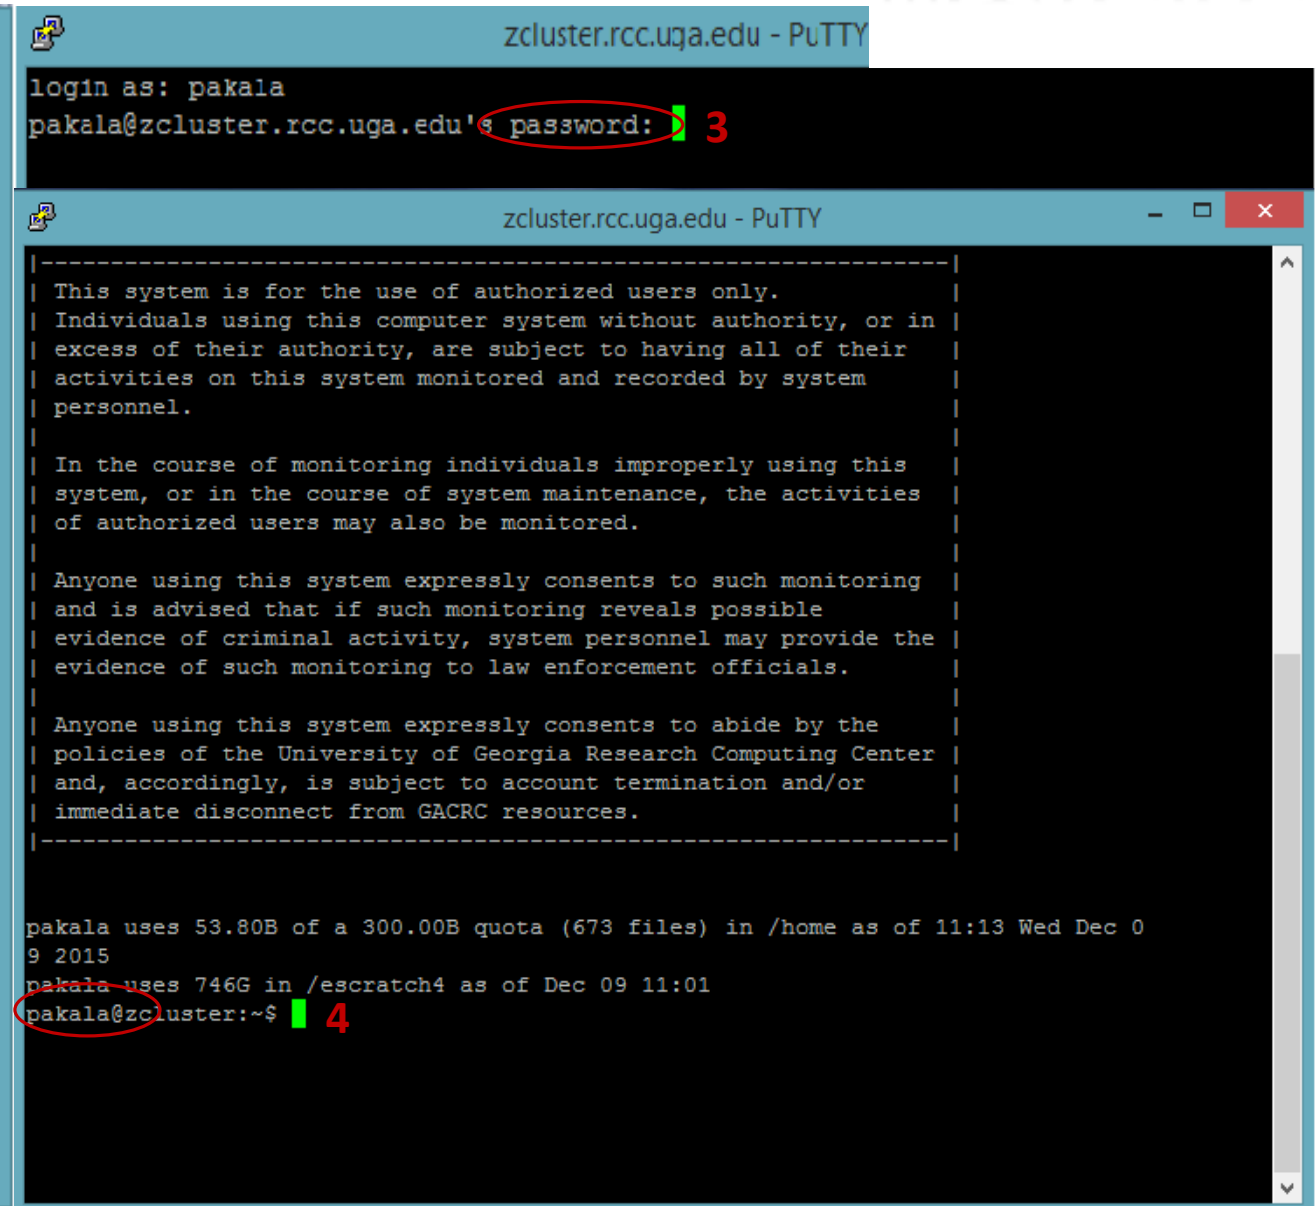 zcluster.rcc.uga.edu - PuTTY
login as: pakala
pakala@zcluster.rcc.uga.edu's password: 3
zcluster.rcc.uga.edu - PuTTY
|-----------------------------------------------------------------|
| This system is for the use of authorized users only. |
| Individuals using this computer system without authority, or in |
| excess of their authority, are subject to having all of their |
| activities on this system monitored and recorded by system |
| personnel. |
| |
| In the course of monitoring individuals improperly using this |
| system, or in the course of system maintenance, the activities |
| of authorized users may also be monitored. |
| |
| Anyone using this system expressly consents to such monitoring |
| and is advised that if such monitoring reveals possible |
| evidence of criminal activity, system personnel may provide the |
| evidence of such monitoring to law enforcement officials. |
| |
| Anyone using this system expressly consents to abide by the |
| policies of the University of Georgia Research Computing Center |
| and, accordingly, is subject to account termination and/or |
| immediate disconnect from GACRC resources. |
|-----------------------------------------------------------------|
pakala uses 53.80B of a 300.00B quota (673 files) in /home as of 11:13 Wed Dec 0
9 2015
pakala uses 746G in /escratch4 as of Dec 09 11:01
pakala@zcluster:~$ 4